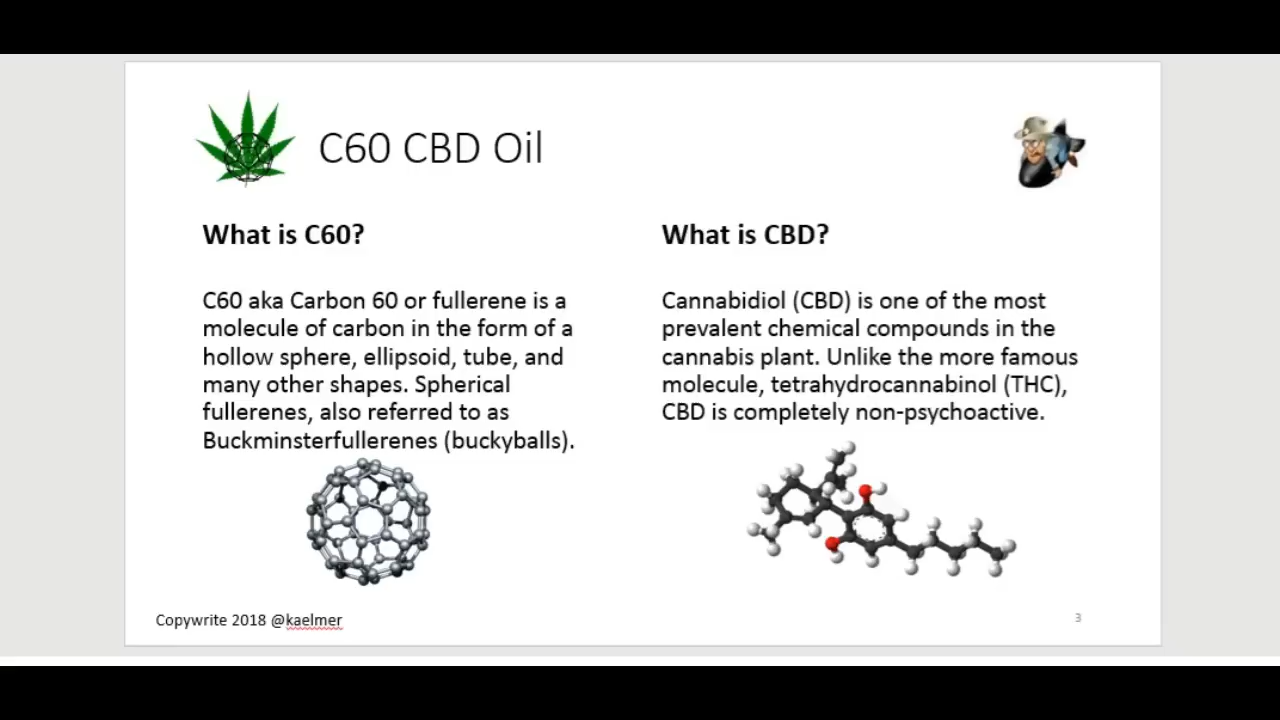 C60 CBD Oil
What is C60?
C60 aka Carbon 60 or fullerene is a
molecule of carbon in the form of a
hollow sphere, ellipsoid, tube, and
many other shapes. Spherical
fullerenes, also referred to as
Buckminsterfullerenes (buckyballs).
What is CBD?
Cannabidiol (CBD) is one of the most
prevalent chemical compounds in the
cannabis plant. Unlike the more famous
molecule, tetrahydrocannabinol (THC),
CBD is completely non-psychoactive.
Copywrite 2018 @kaelmer
3